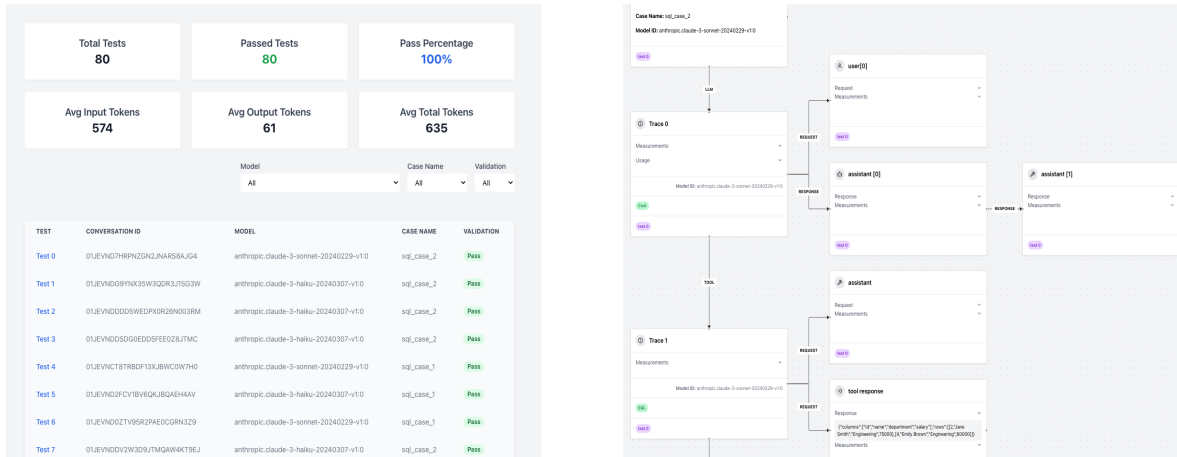 Total Tests
80
Passed Tests
80
Pass Percentage
100%
Avg Input Tokens
574
Avg Output Tokens
61
Avg Total Tokens
635
Model
All
Case Name
All
Validation
All
TEST CONVERSATION ID MODEL CASE NAME VALIDATION
Test 0 01JEVND7HRPNZGN2JNARS8AJG4 anthropic.claude-3-sonnet-20240229-v1:0 sql_case_2 Pass
Test 1 01JEVNDG9YNX35W3QDR3J1SG3W anthropic.claude-3-haiku-20240307-v1:0 sql_case_2 Pass
Test 2 01JEVNDDDD5WEDPX0R26N003RM anthropic.claude-3-haiku-20240307-v1:0 sql_case_2 Pass
Test 3 01JEVNDDSDG0EDD5FEE0Z8JTMC anthropic.claude-3-haiku-20240307-v1:0 sql_case_2 Pass
Test 4 01JEVNCT8TRBDF13XJBWC0W7H0 anthropic.claude-3-sonnet-20240229-v1:0 sql_case_1 Pass
Test 5 01JEVND2FCV1BV6QKJBQAEH4AV anthropic.claude-3-haiku-20240307-v1:0 sql_case_1 Pass
Test 6 01JEVND0ZTV95R2PAE0CGRN3Z9 anthropic.claude-3-haiku-20240307-v1:0 sql_case_1 Pass
Test 7 01JEVNDDV2W3D9JTMQAW4KT9EJ anthropic.claude-3-haiku-20240307-v1:0 sql_case_2 Pass
Case Name: sql_case_2
Model ID: anthropic.claude-3-sonnet-20240229-v1:0
test 0
LLM
Trace 0
Measurements
Usage
Model ID: anthropic.claude-3-sonnet-20240229-v1:0
Cost
test 0
REQUEST
RESPONSE
user[0]
Request
Measurements
test 0
assistant [0]
Response
Measurements
test 0
RESPONSE
assistant [1]
Response
Measurements
test 0
TOOL
Trace 1
Measurements
Model ID: anthropic.claude-3-sonnet-20240229-v1:0
SQL
test 0
REQUEST
REQUEST
assistant
Request
Measurements
test 0
tool response
Response
{"columns":["id","name","department","salary"],"rows":[[2,"Jane
Smith","Engineering",75000],[4,"Emily Brown","Engineering",80000]]}
Measurements